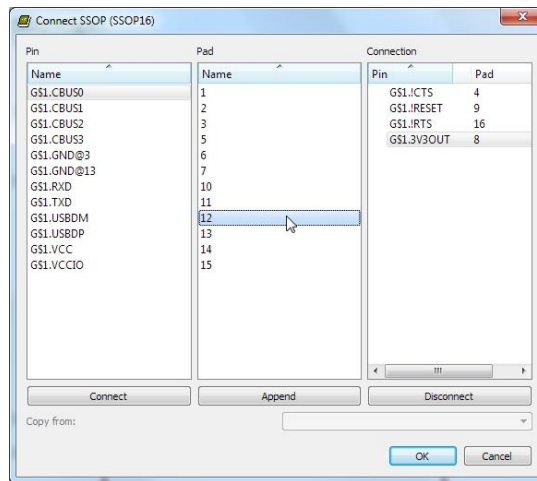 Connect SSOP (SSOP16)
Pin
Name
G$1.CBUS0
G$1.CBUS1
G$1.CBUS2
G$1.CBUS3
G$1.GND@3
G$1.GND@13
G$1.RXD
G$1.TXD
G$1.USBDM
G$1.USBDP
G$1.VCC
G$1.VCCIO
Connect
Pad
Name
1
2
3
5
6
7
10
11
12
13
14
15
Append
Connection
Pin Pad
G$1.!CTS 4
G$1.!RESET 9
G$1.!RTS 16
G$1.3V3OUT 8
Disconnect
Copy from:
OK Cancel